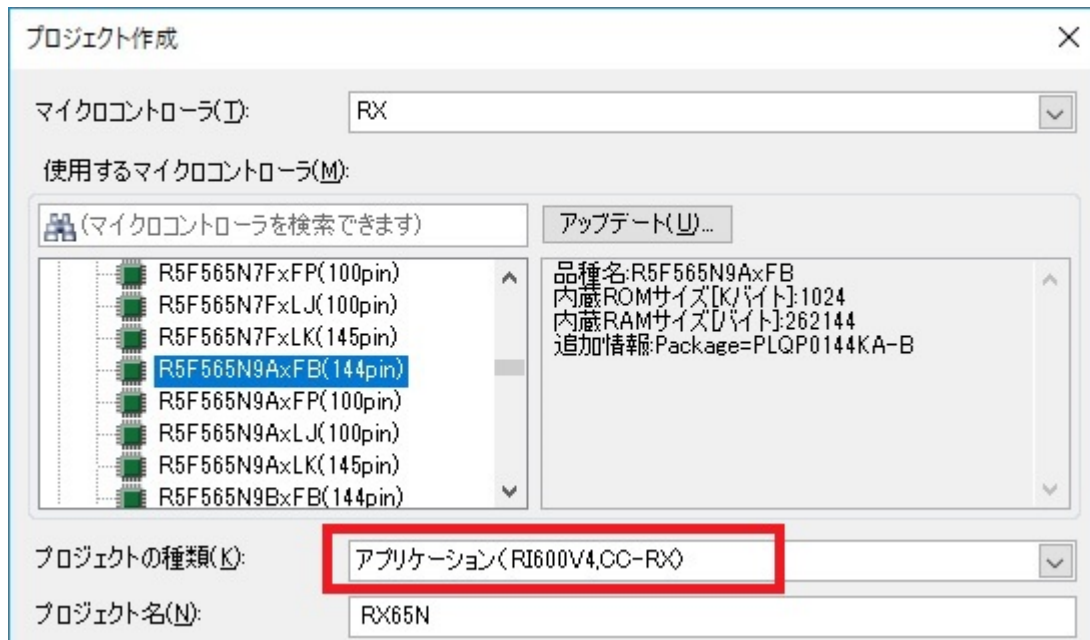 プロジェクト作成
マイクロコントローラ(T):
RX
使用するマイクロコントローラ(M):
(マイクロコントローラを検索できます)
アップデート(U)...
R5F565N7FxFP(100pin)
R5F565N7FxLJ(100pin)
R5F565N7FxLK(145pin)
R5F565N9AxFB(144pin)
R5F565N9AxFP(100pin)
R5F565N9AxLJ(100pin)
R5F565N9AxLK(145pin)
R5F565N9BxFB(144pin)
品種名:R5F565N9AxFB
内蔵ROMサイズ[Kバイト]:1024
内蔵RAMサイズ[バイト]:262144
追加情報:Package=PLQP0144KA-B
プロジェクトの種類(K):
アプリケーション(RI600V4,CC-RX)
プロジェクト名(N):
RX65N